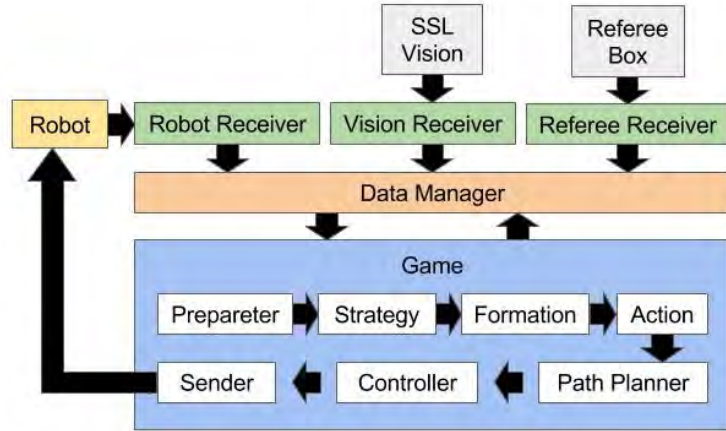 SSL
Vision
Referee
Box
Robot
Robot Receiver
Vision Receiver
Referee Receiver
Data Manager
Game
Prepareter
Strategy
Formation
Action
Sender
Controller
Path Planner